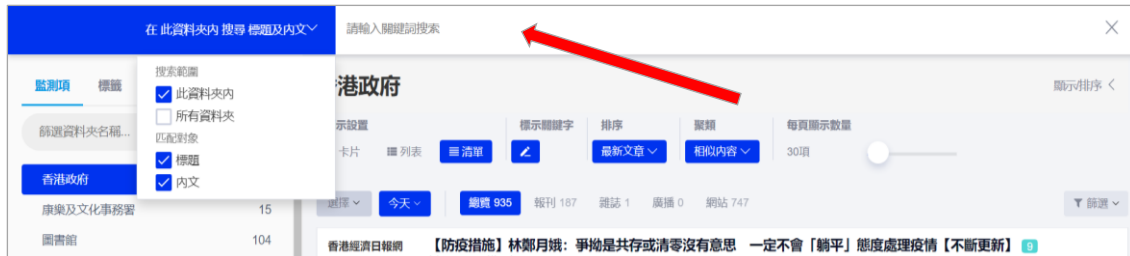 在 此資料夾內 搜尋 標題及內文
請輸入關鍵詞搜索
監測項 標籤
搜索範圍
此資料夾內
所有資料夾
匹配對象
標題
內文
港政府
顯示/排序
篩選資料夾名稱...
示設置 標示關鍵字 排序 聚類 每頁顯示數量
卡片 列表 清單 最新文章 相似內容 30項
香港政府
康樂及文化事務署 15
圖書館 104
選擇 今天 總體 935 報刊 187 雜誌 1 廣播 0 網站 747 篩選
香港經濟日報網 【防疫措施】林鄭月娥：爭拗是共存或清零沒有意思 一定不會「躺平」態度處理疫情【不斷更新】 9